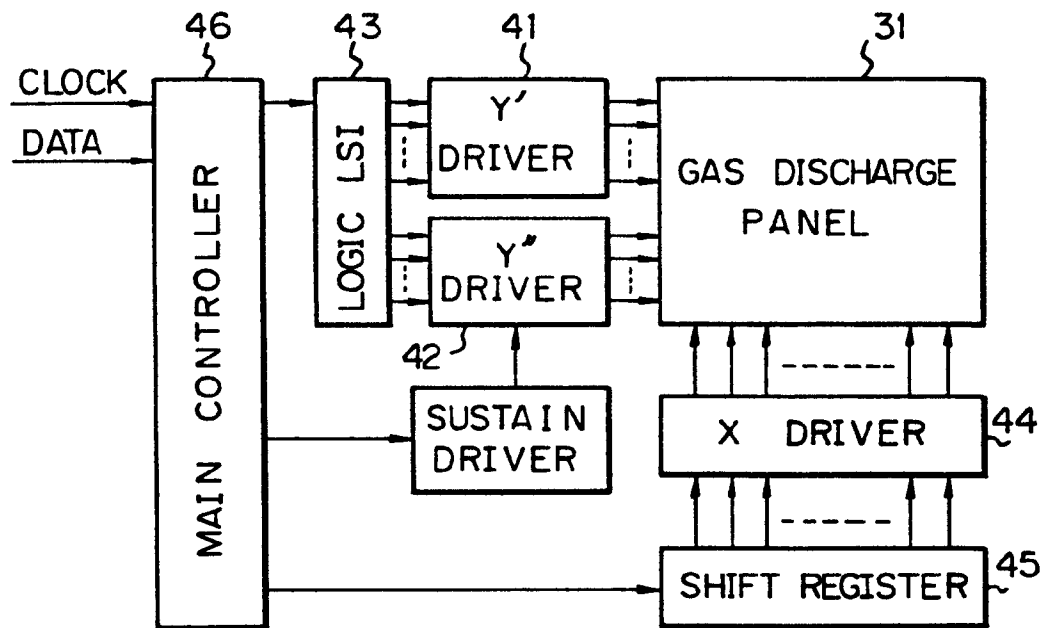 46
43
41
31
CLOCK
DATA
MAIN CONTROLLER
LOGIC LSI
Y'
DRIVER
Y"
DRIVER
GAS DISCHARGE
PANEL
42
SUSTAIN
DRIVER
X DRIVER
44
SHIFT REGISTER
45